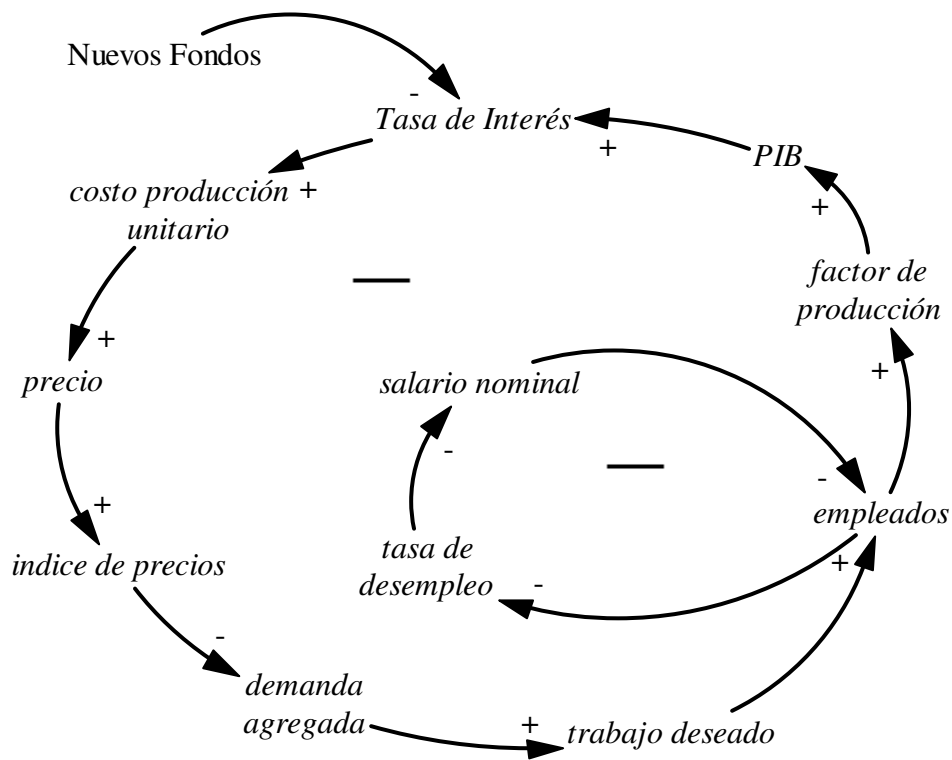 Nuevos Fondos
-
Tasa de Interés
+
PIB
costo producción +
unitario
+
factor de
producción
+
precio
+
salario nominal
-
-
+
empleados
indice de precios
tasa de
desempleo
-
+
-
demanda
agregada
+
trabajo deseado